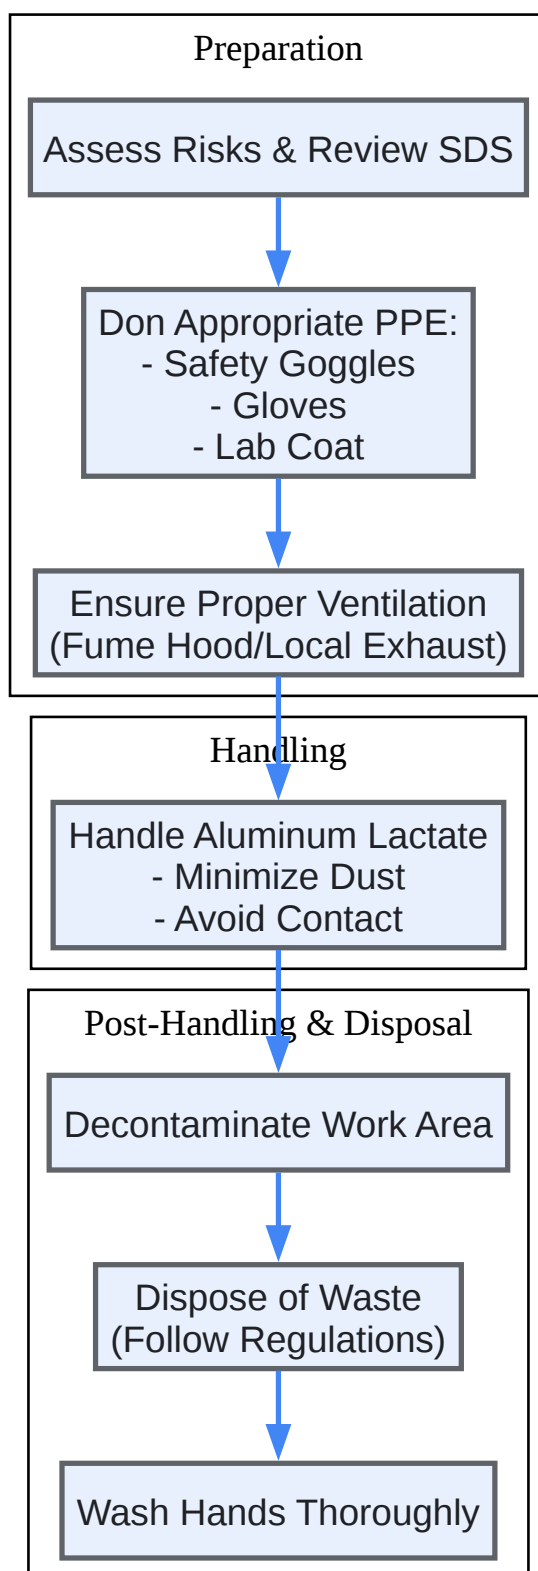 Preparation
Assess Risks & Review SDS
Don Appropriate PPE:
- Safety Goggles
- Gloves
- Lab Coat
Ensure Proper Ventilation
(Fume Hood/Local Exhaust)
Handling
Handle Aluminum Lactate
- Minimize Dust
- Avoid Contact
Post-Handling & Disposal
Decontaminate Work Area
Dispose of Waste
(Follow Regulations)
Wash Hands Thoroughly